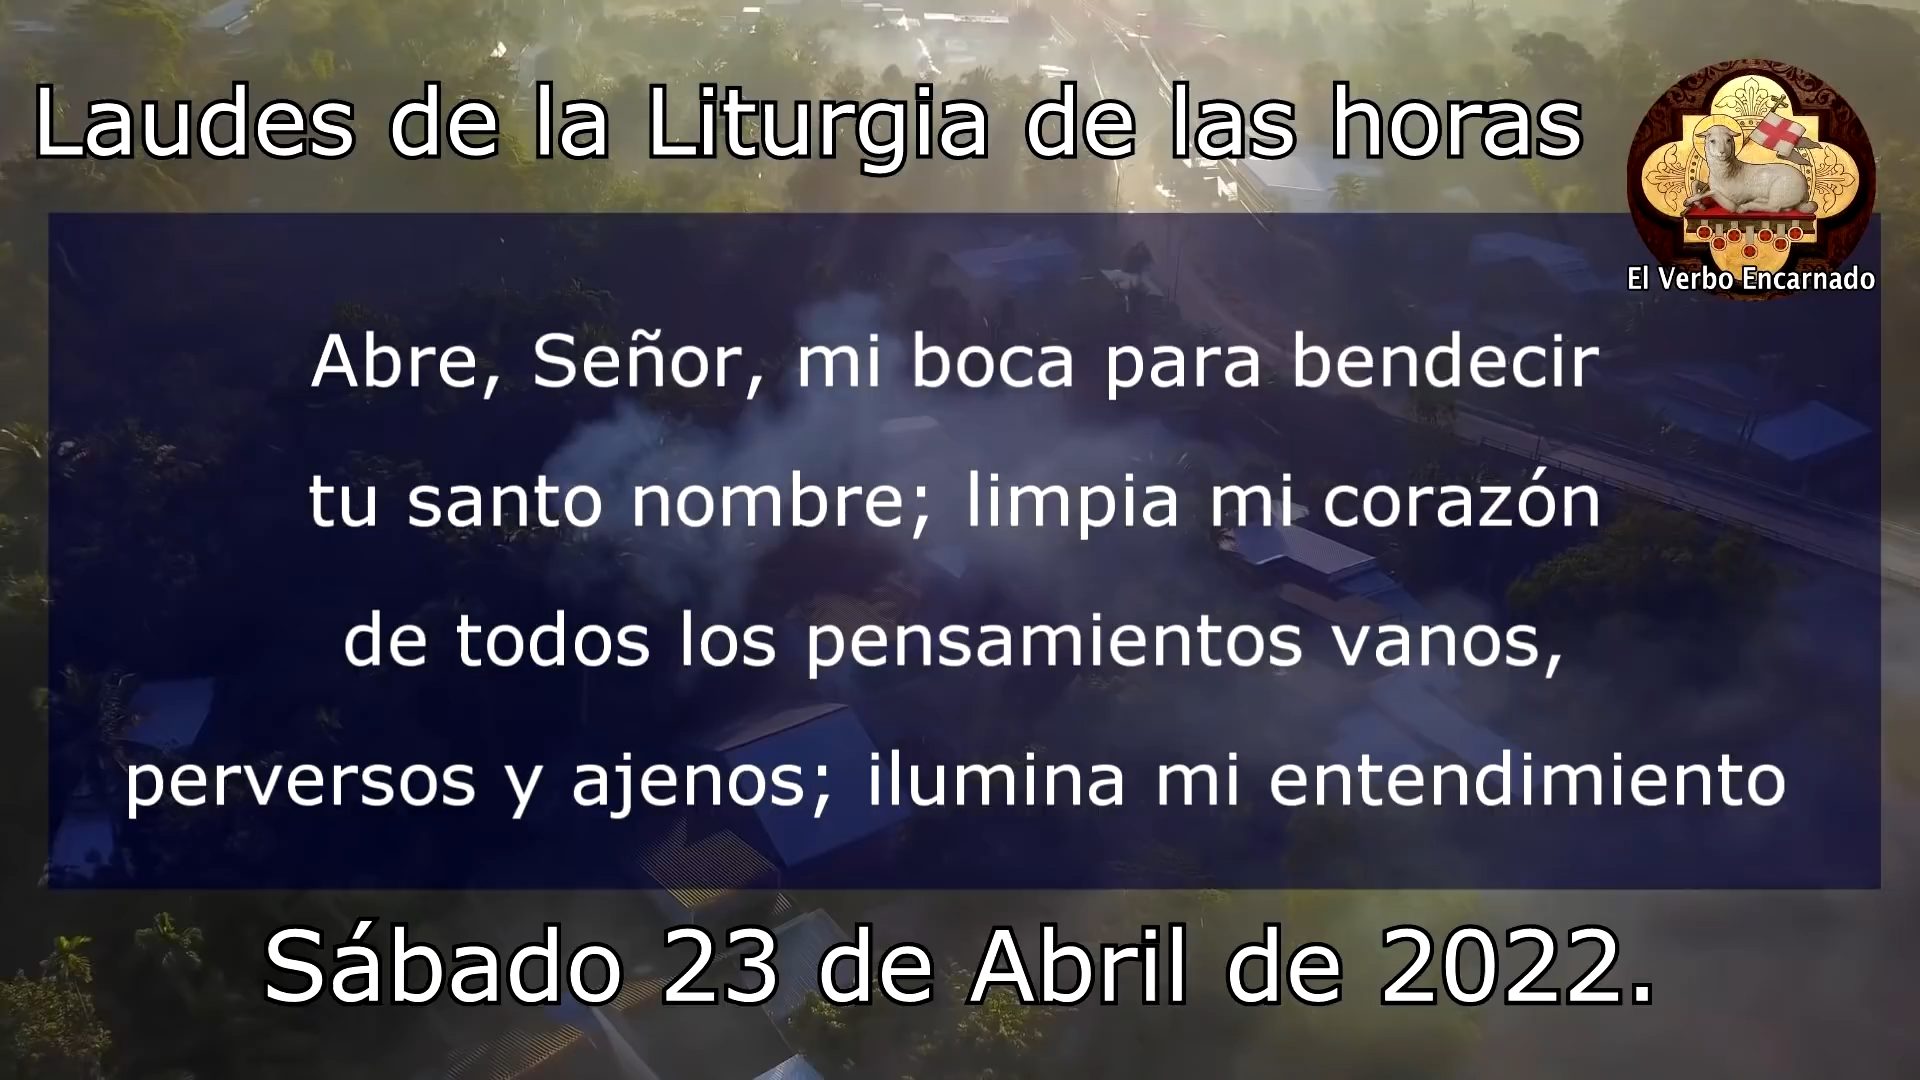 Laudes de la Liturgia de las horas
El Verbo Encarnado
Abre, Señor, mi boca para bendecir
tu santo nombre; limpia mi corazón
de todos los pensamientos vanos,
perversos y ajenos; ilumina mi entendimiento
Sábado 23 de Abril de 2022.